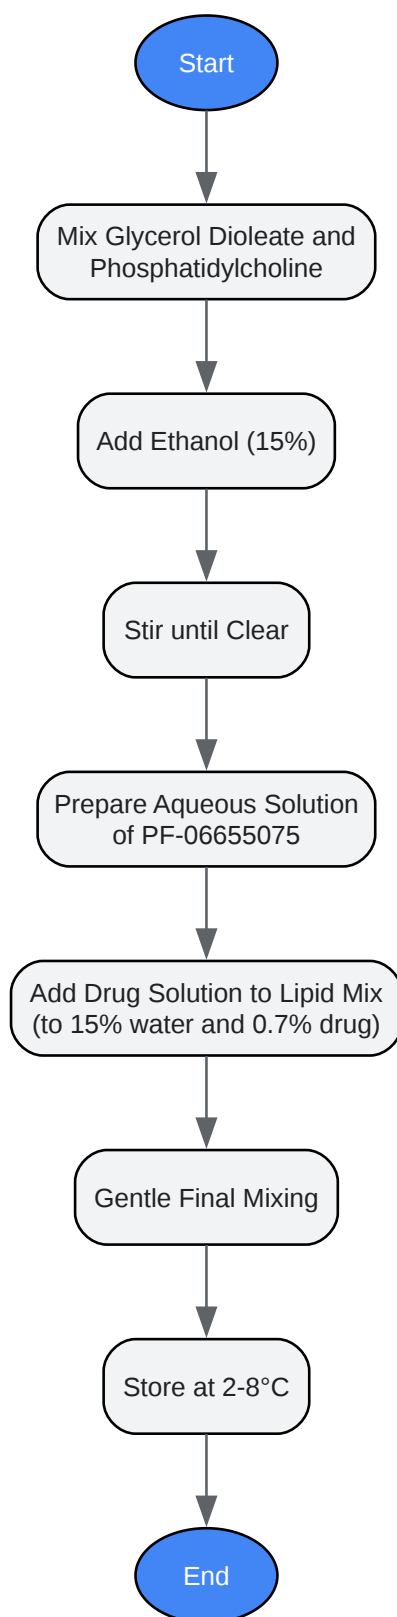 Start
Mix Glycerol Dioleate and
Phosphatidylcholine
Add Ethanol (15%)
Stir until Clear
Prepare Aqueous Solution
of PF-06655075
Add Drug Solution to Lipid Mix
(to 15% water and 0.7% drug)
Gentle Final Mixing
Store at 2-8°C
End